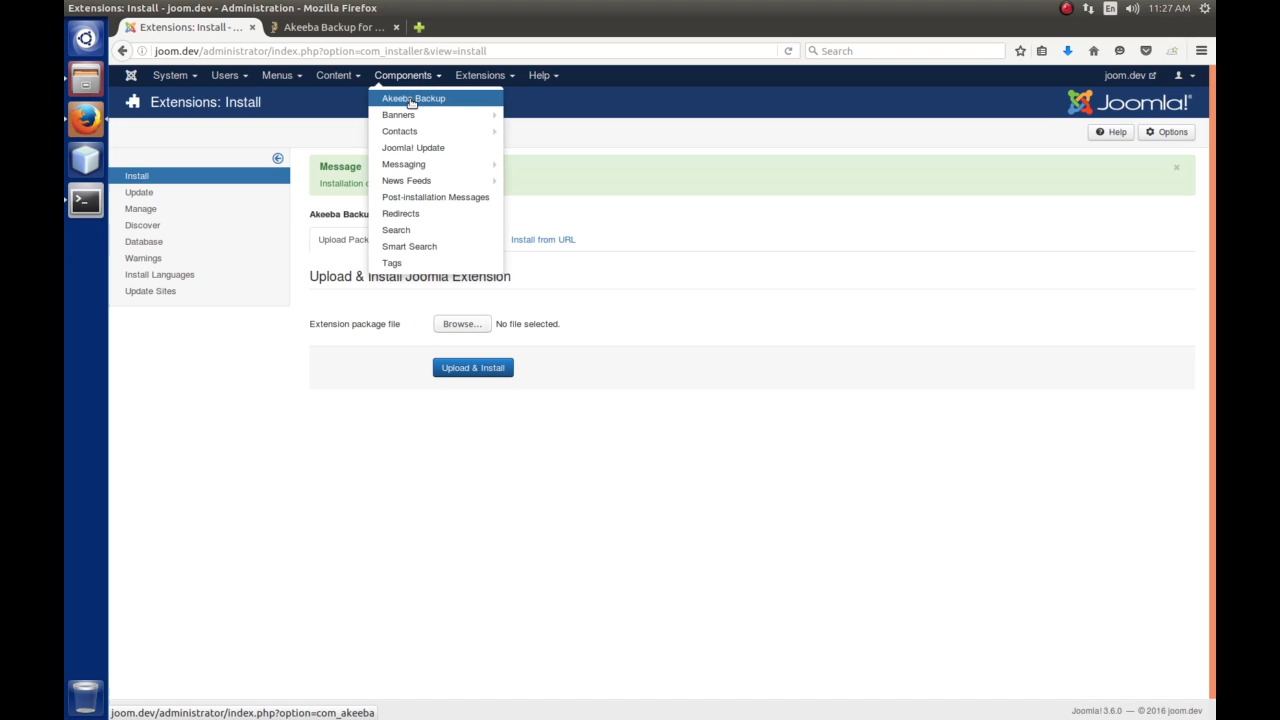 Extensions: Install - joom.dev - Administration - Mozilla Firefox
En
11:27 AM
Extensions: Install - ...
Akeeba Backup for ...
joom.dev/administrator/index.php?option=com_installer&view=install
Search
System
Users
Menus
Content
Components
Extensions
Help
joom.dev
Extensions: Install
Joomla!®
Akeeba Backup
Banners
Contacts
Joomla! Update
Messaging
News Feeds
Post-installation Messages
Redirects
Search
Smart Search
Tags
Help
Options
Install
Update
Manage
Discover
Database
Warnings
Install Languages
Update Sites
Message
Installation
Akeeba
Upload
Install from URL
Upload & Install Joomla Extension
Extension package file
Browse...
No file selected.
Upload & Install
joom.dev/administrator/index.php?option=com_akeeba
Joomla! 3.6.0 — © 2016 joom.dev